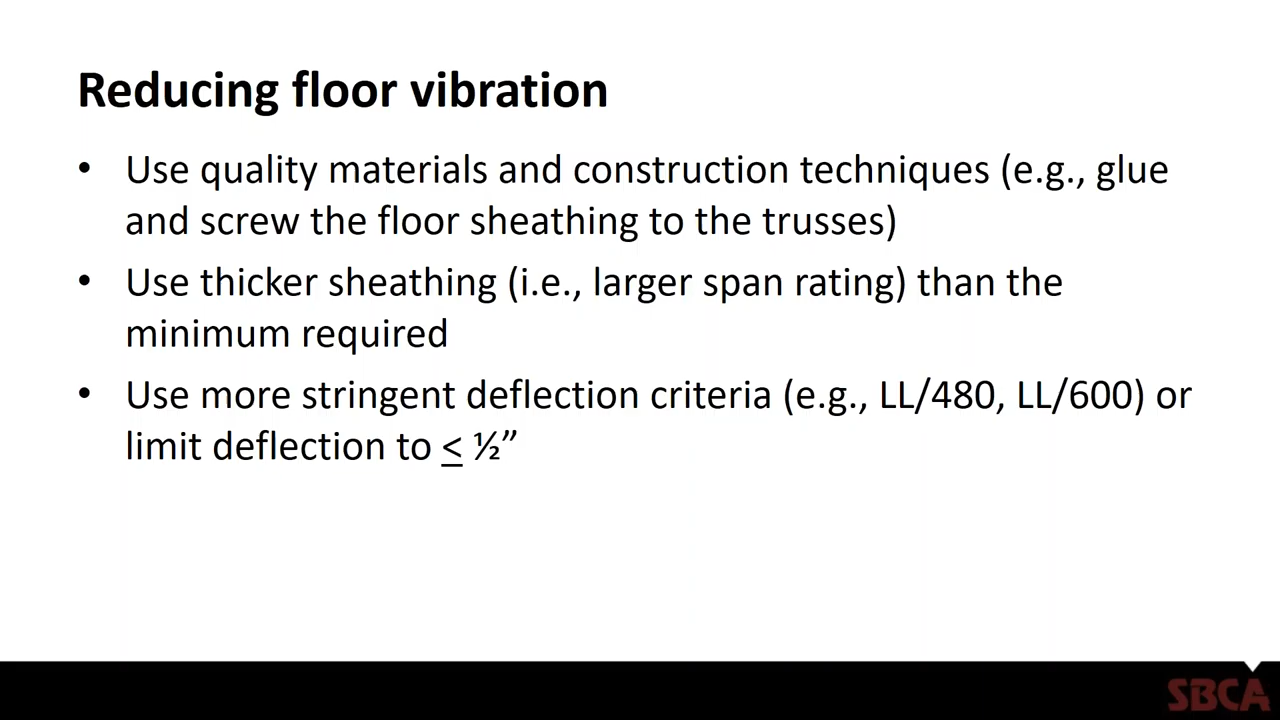 Reducing floor vibration
• Use quality materials and construction techniques (e.g., glue
and screw the floor sheathing to the trusses)
• Use thicker sheathing (i.e., larger span rating) than the
minimum required
• Use more stringent deflection criteria (e.g., LL/480, LL/600) or
limit deflection to ≤ ½”
SBCA